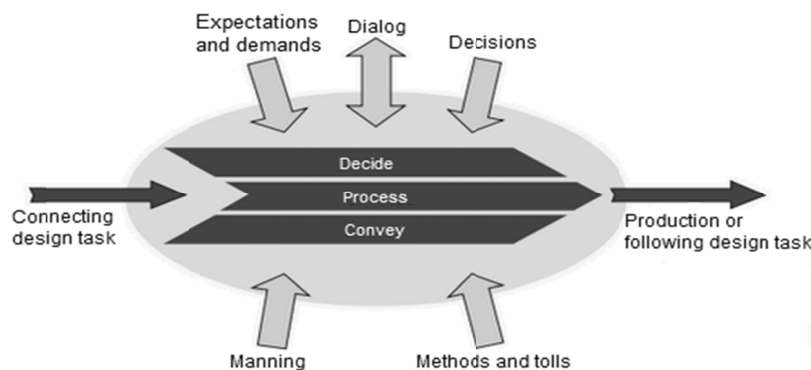 Expectations
and demands
Dialog
Decisions
Decide
Process
Convey
Connecting
design task
Production or
following design task
Manning
Methods and tolls